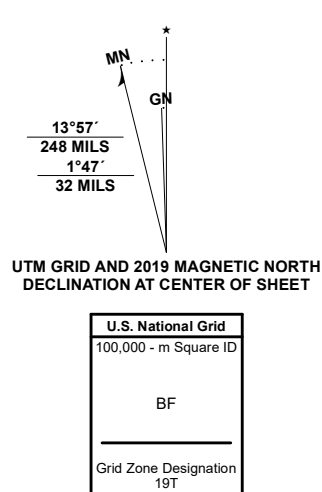 ★
MN
GN
13°57´
248 MILS
1°47´
32 MILS
UTM GRID AND 2019 MAGNETIC NORTH
DECLINATION AT CENTER OF SHEET
U.S. National Grid
100,000 - m Square ID
BF
Grid Zone Designation
19T